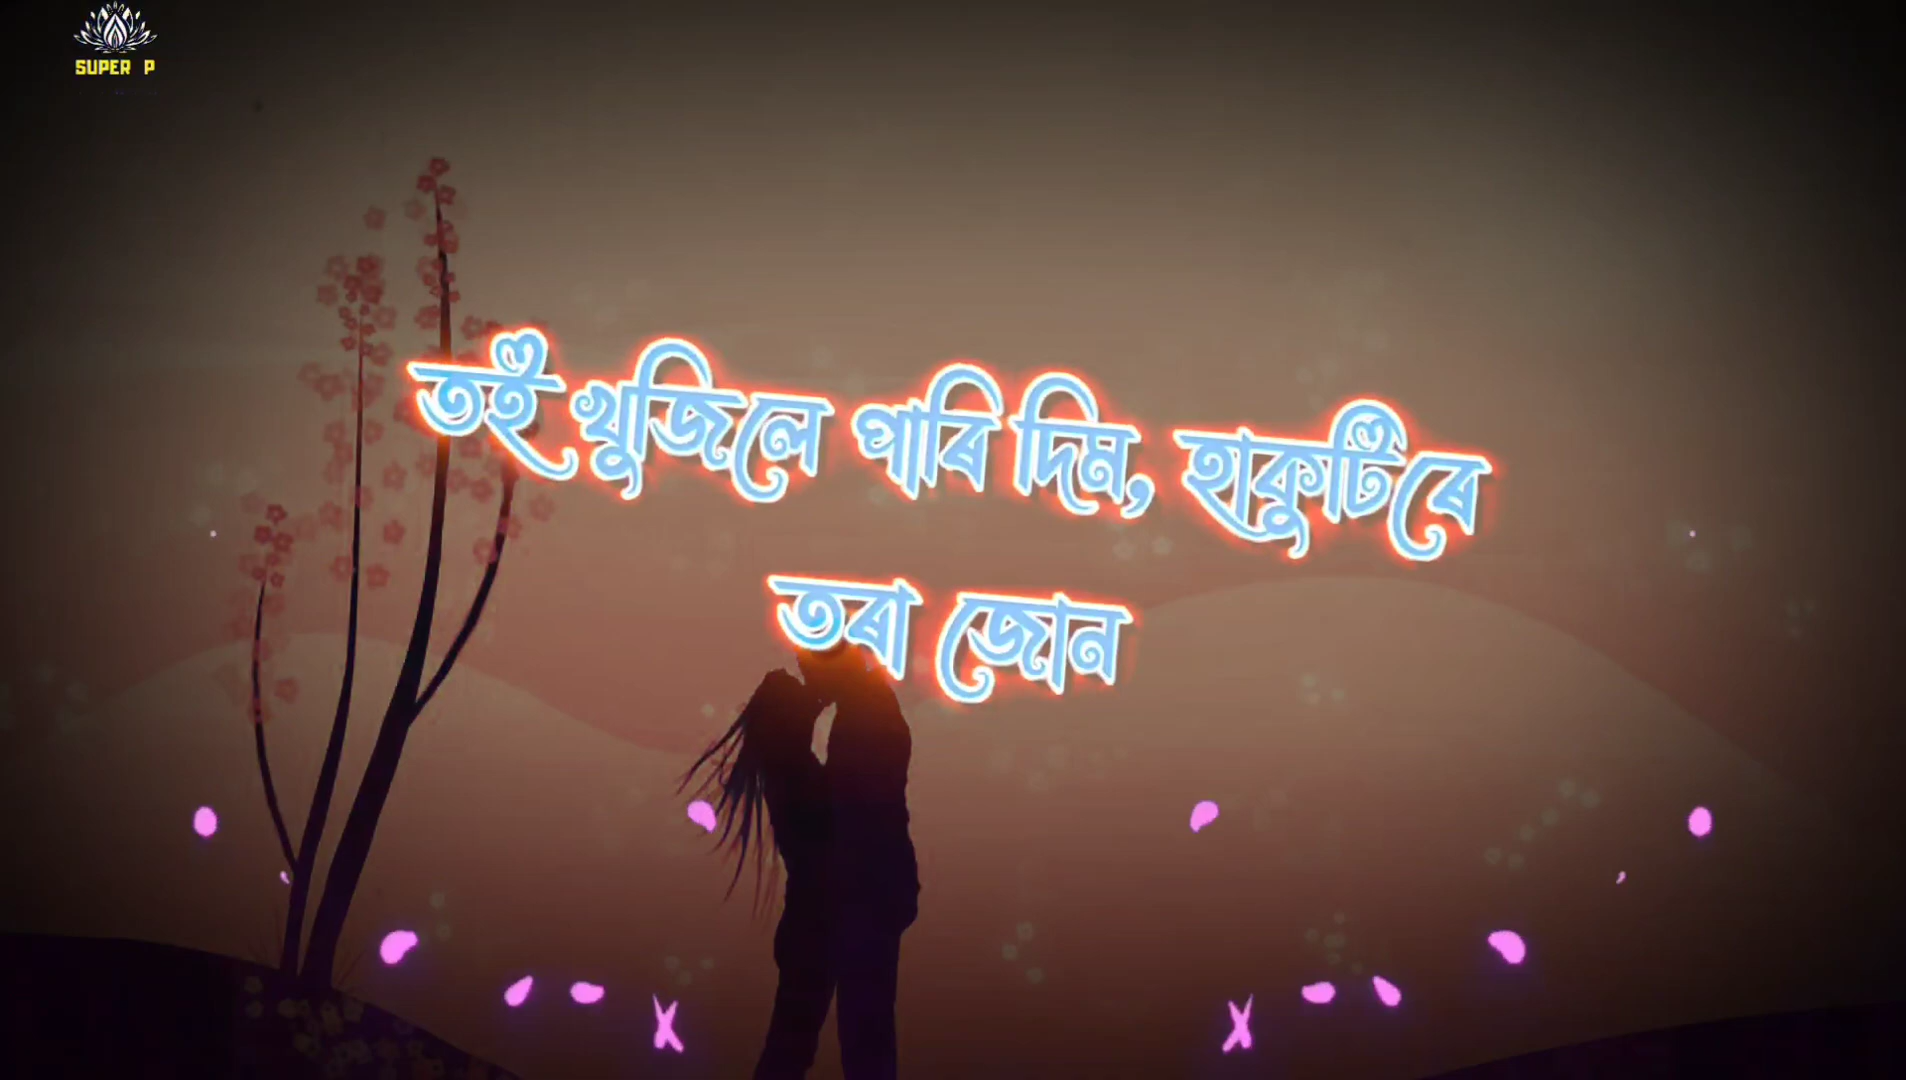 SUPER P
তই খুজিলে পাৰি দিম, হাকুটিৰে
তৰা জোন